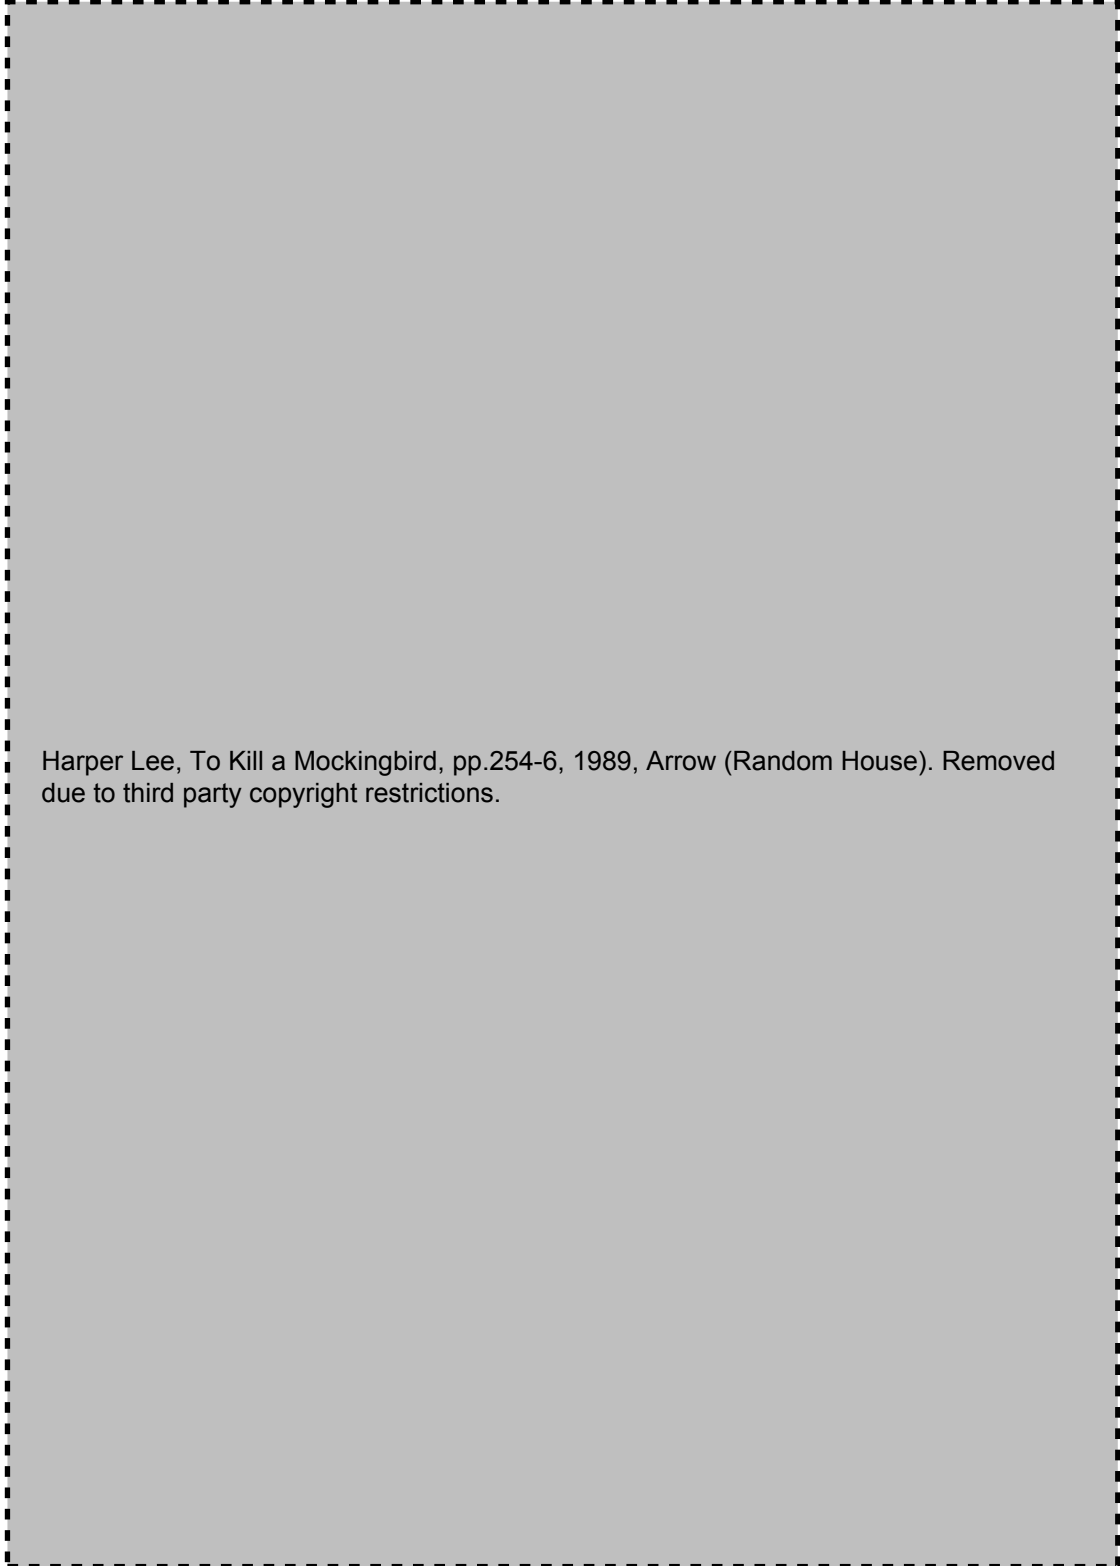 Harper Lee, To Kill a Mockingbird, pp.254-6, 1989, Arrow (Random House). Removed
due to third party copyright restrictions.